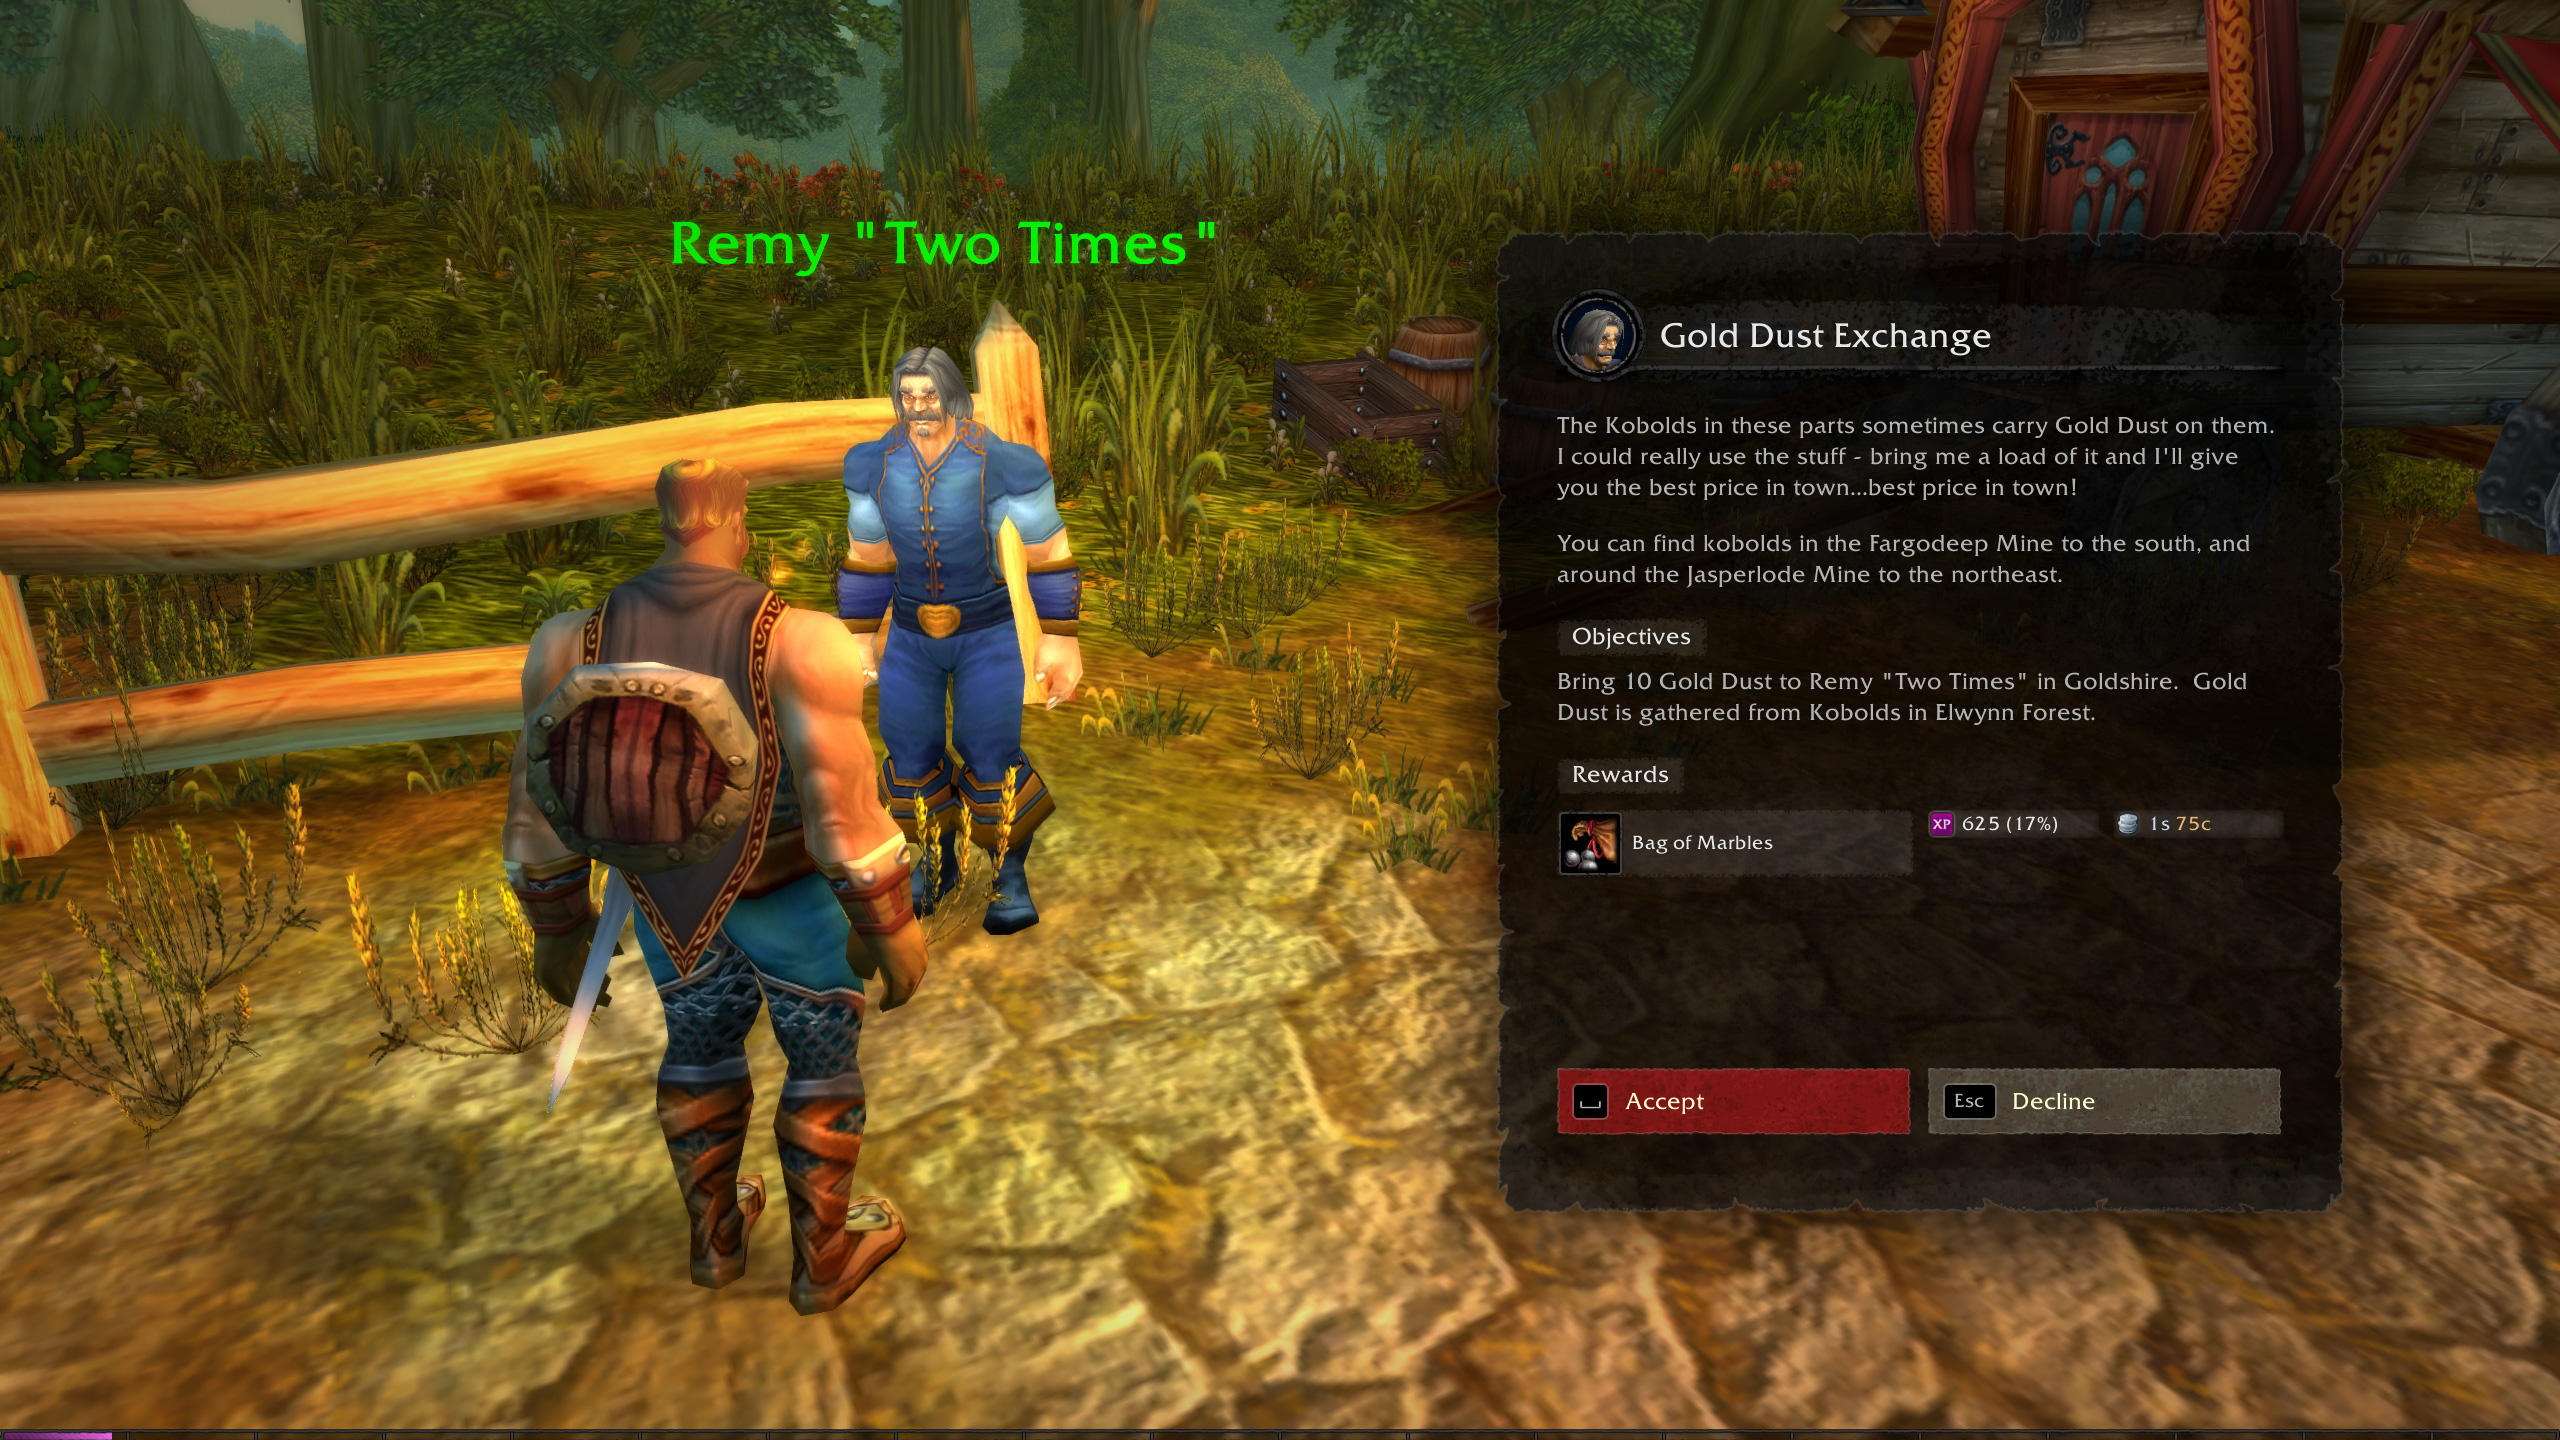 Remy "Two Times"
Gold Dust Exchange
The Kobolds in these parts sometimes carry Gold Dust on them.
I could really use the stuff - bring me a load of it and I'll give
you the best price in town...best price in town!
You can find kobolds in the Fargodeep Mine to the south, and
around the Jasperlode Mine to the northeast.
Objectives
Bring 10 Gold Dust to Remy "Two Times" in Goldshire.  Gold
Dust is gathered from Kobolds in Elwynn Forest.
Rewards
Bag of Marbles
XP 625 (17%)
1s 75c
Accept
Esc Decline